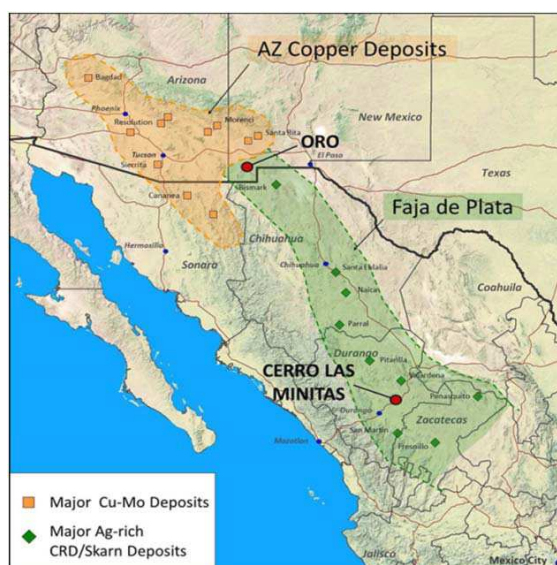 AZ Copper Deposits
Bagdad
Arizona
Phoenix
Resolution
Morenci
Santa Rita
New Mexico
ORO
Tucson
El Paso
Sierrita
Texas
Bismark
Cananea
Faja de Plata
Hermosillo
Chihuahua
Sonora
Chihuahua
Santa Eulalia
Coahuila
Naica
Parral
Durango
Pitarilla
CERRO LAS
MINITAS
Velardena
Penasquito
Durango
Zacatecas
San Martin
Mazatlan
Fresnillo
Major Cu-Mo Deposits
Major Ag-rich
CRD/Skarn Deposits
Jalisco
Mexico City